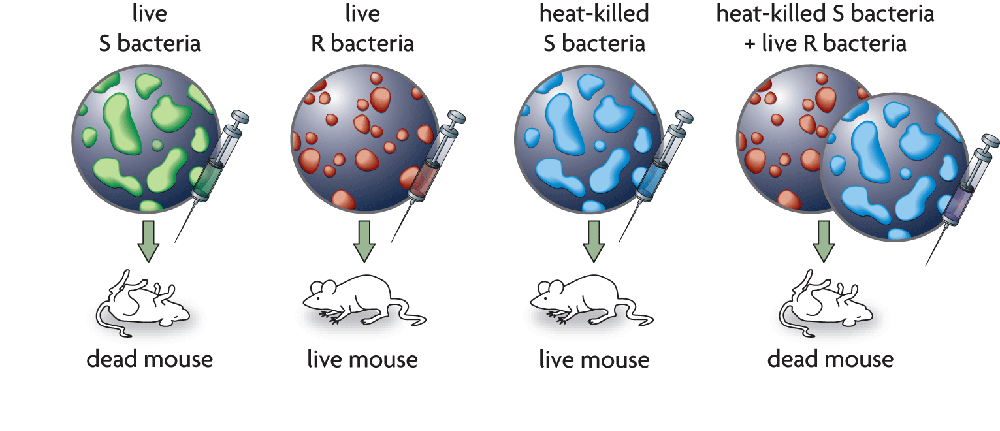 live
S bacteria
live
R bacteria
heat-killed
S bacteria
heat-killed S bacteria
+ live R bacteria
dead mouse
live mouse
live mouse
dead mouse